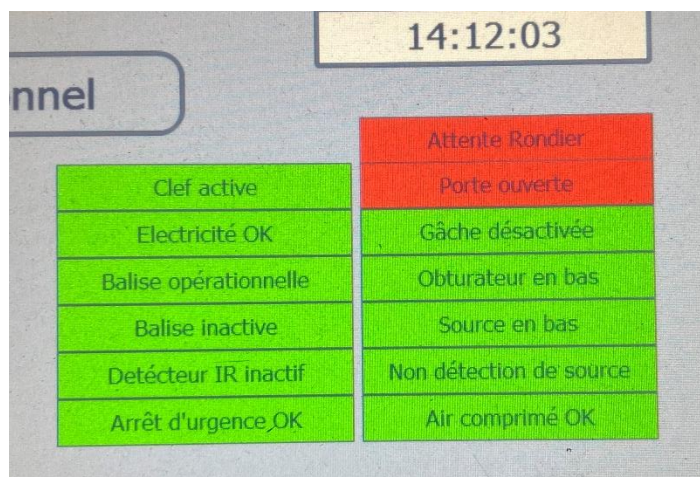 14:12:03
nnel
Attente Rondier
Clef active
Porte ouverte
Electricité OK
Gâche désactivée
Balise opérationnelle
Obturateur en bas
Balise inactive
Source en bas
Detécteur IR inactif
Non détection de source
Arrêt d'urgence OK
Air comprimé OK